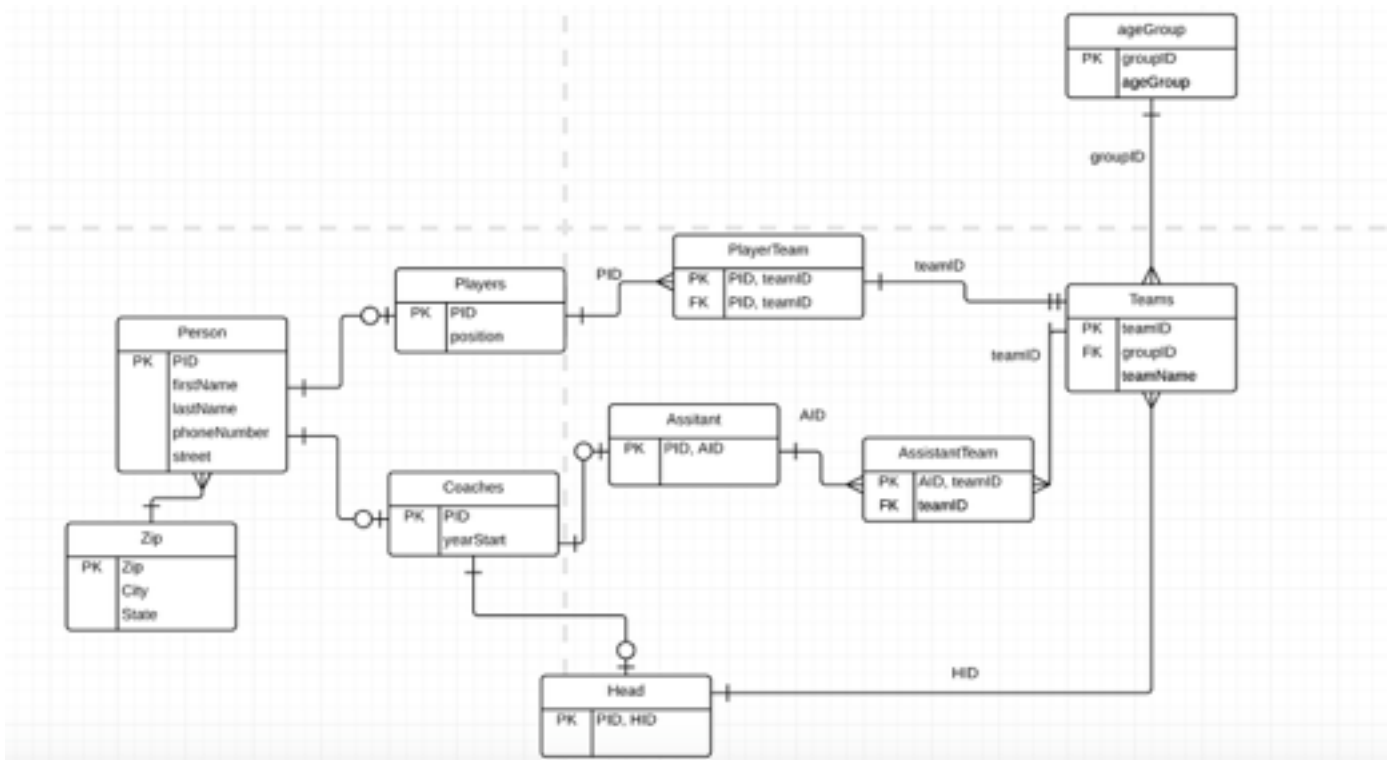 ageGroup
PK groupID
ageGroup
groupID
PlayerTeam
PK PID, teamID
FK PID, teamID
PID
teamID
Players
PK PID
position
Teams
PK teamID
FK groupID
teamName
teamID
Person
PK PID
firstName
lastName
phoneNumber
street
Assitant
PK PID, AID
AID
AssistantTeam
PK AID, teamID
FK teamID
Coaches
PK PID
yearStart
Zip
PK Zip
City
State
Head
PK PID, HID
HID